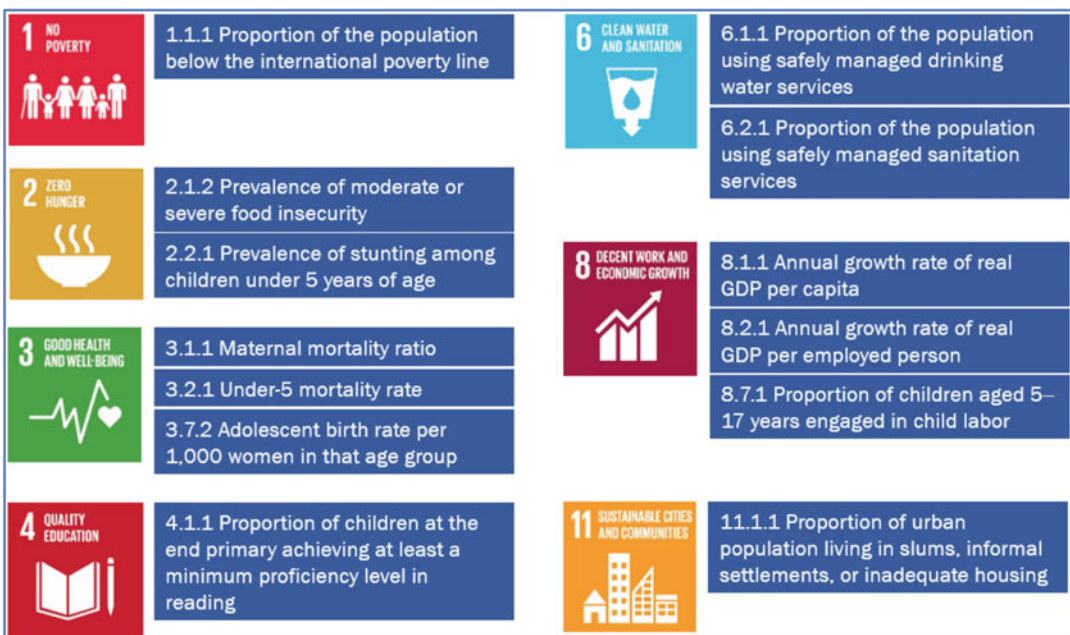 1 NO
POVERTY
1.1.1 Proportion of the population
below the international poverty line
2 ZERO
HUNGER
2.1.2 Prevalence of moderate or
severe food insecurity
2.2.1 Prevalence of stunting among
children under 5 years of age
3 GOOD HEALTH
AND WELL-BEING
3.1.1 Maternal mortality ratio
3.2.1 Under-5 mortality rate
3.7.2 Adolescent birth rate per
1,000 women in that age group
4 QUALITY
EDUCATION
4.1.1 Proportion of children at the
end primary achieving at least a
minimum proficiency level in
reading
6 CLEAN WATER
AND SANITATION
6.1.1 Proportion of the population
using safely managed drinking
water services
6.2.1 Proportion of the population
using safely managed sanitation
services
8 DECENT WORK AND
ECONOMIC GROWTH
8.1.1 Annual growth rate of real
GDP per capita
8.2.1 Annual growth rate of real
GDP per employed person
8.7.1 Proportion of children aged 5–
17 years engaged in child labor
11 SUSTAINABLE CITIES
AND COMMUNITIES
11.1.1 Proportion of urban
population living in slums, informal
settlements, or inadequate housing